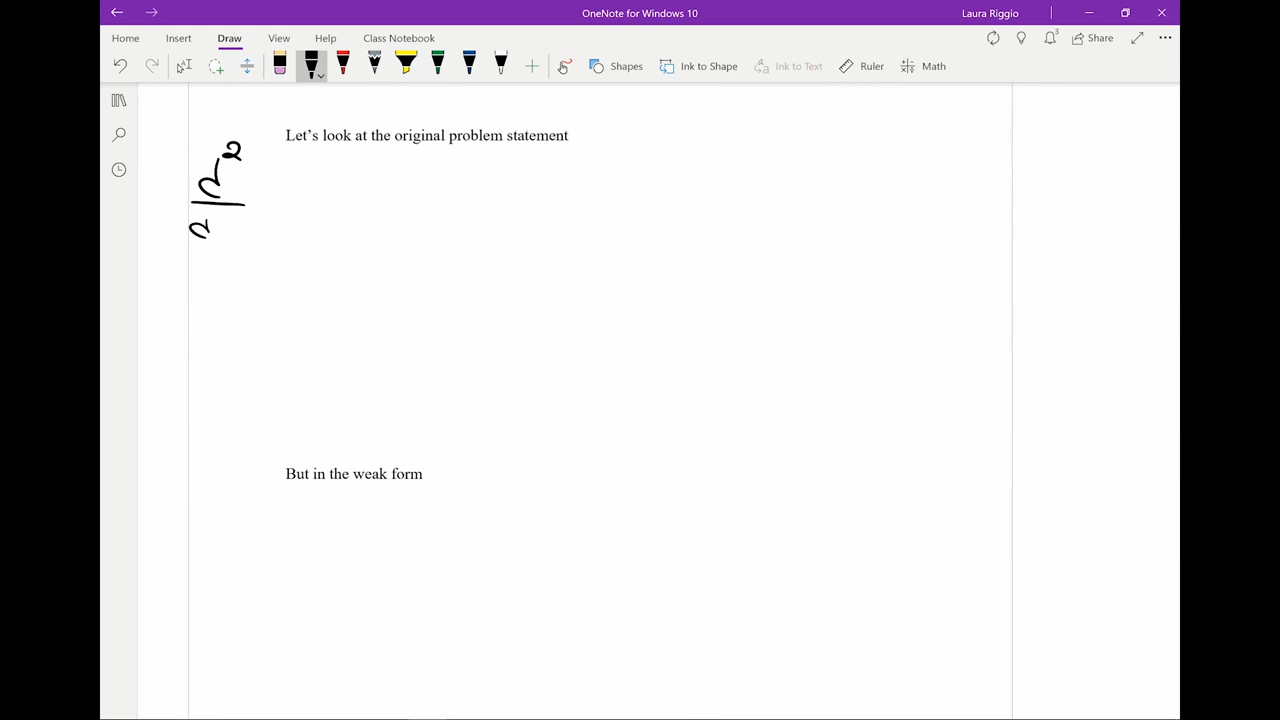 OneNote for Windows 10
Laura Riggio
Home Insert Draw View Help Class Notebook
3
Share
Shapes
Ink to Shape
Ink to Text
Ruler
Math
Let’s look at the original problem statement
But in the weak form